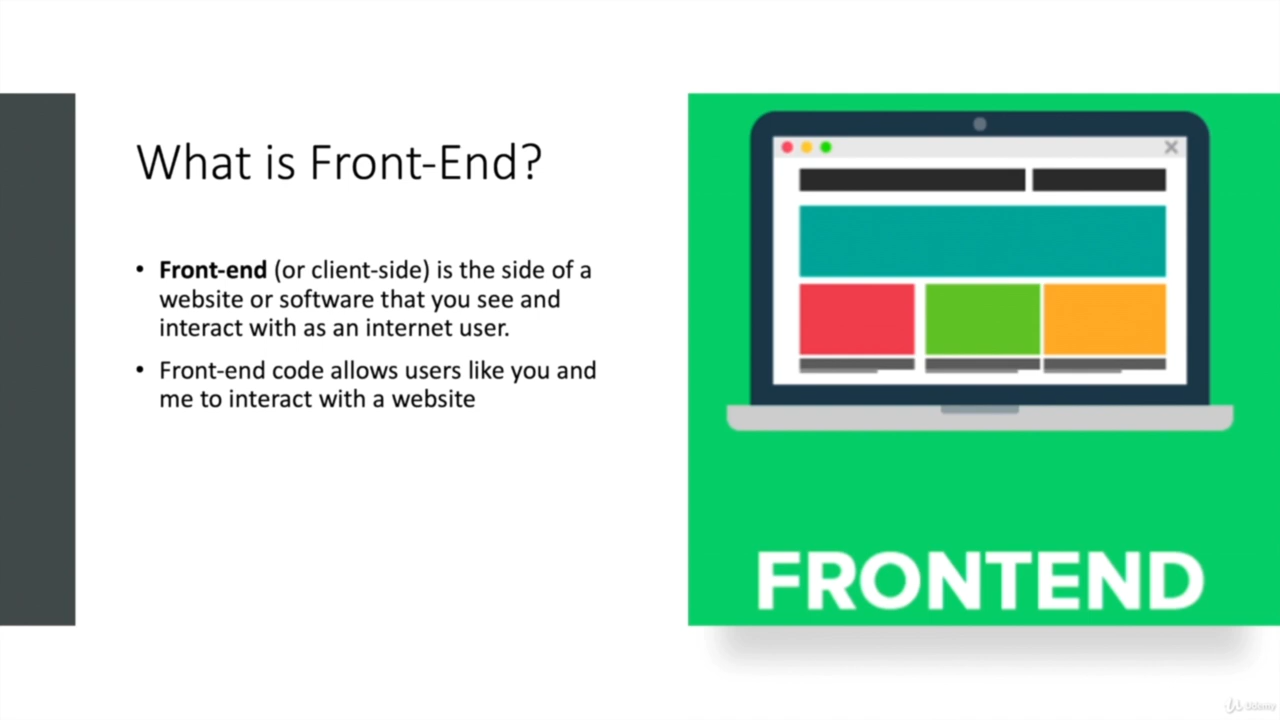 What is Front-End?
• Front-end (or client-side) is the side of a
website or software that you see and
interact with as an internet user.
• Front-end code allows users like you and
me to interact with a website
FRONTEND
Udemy